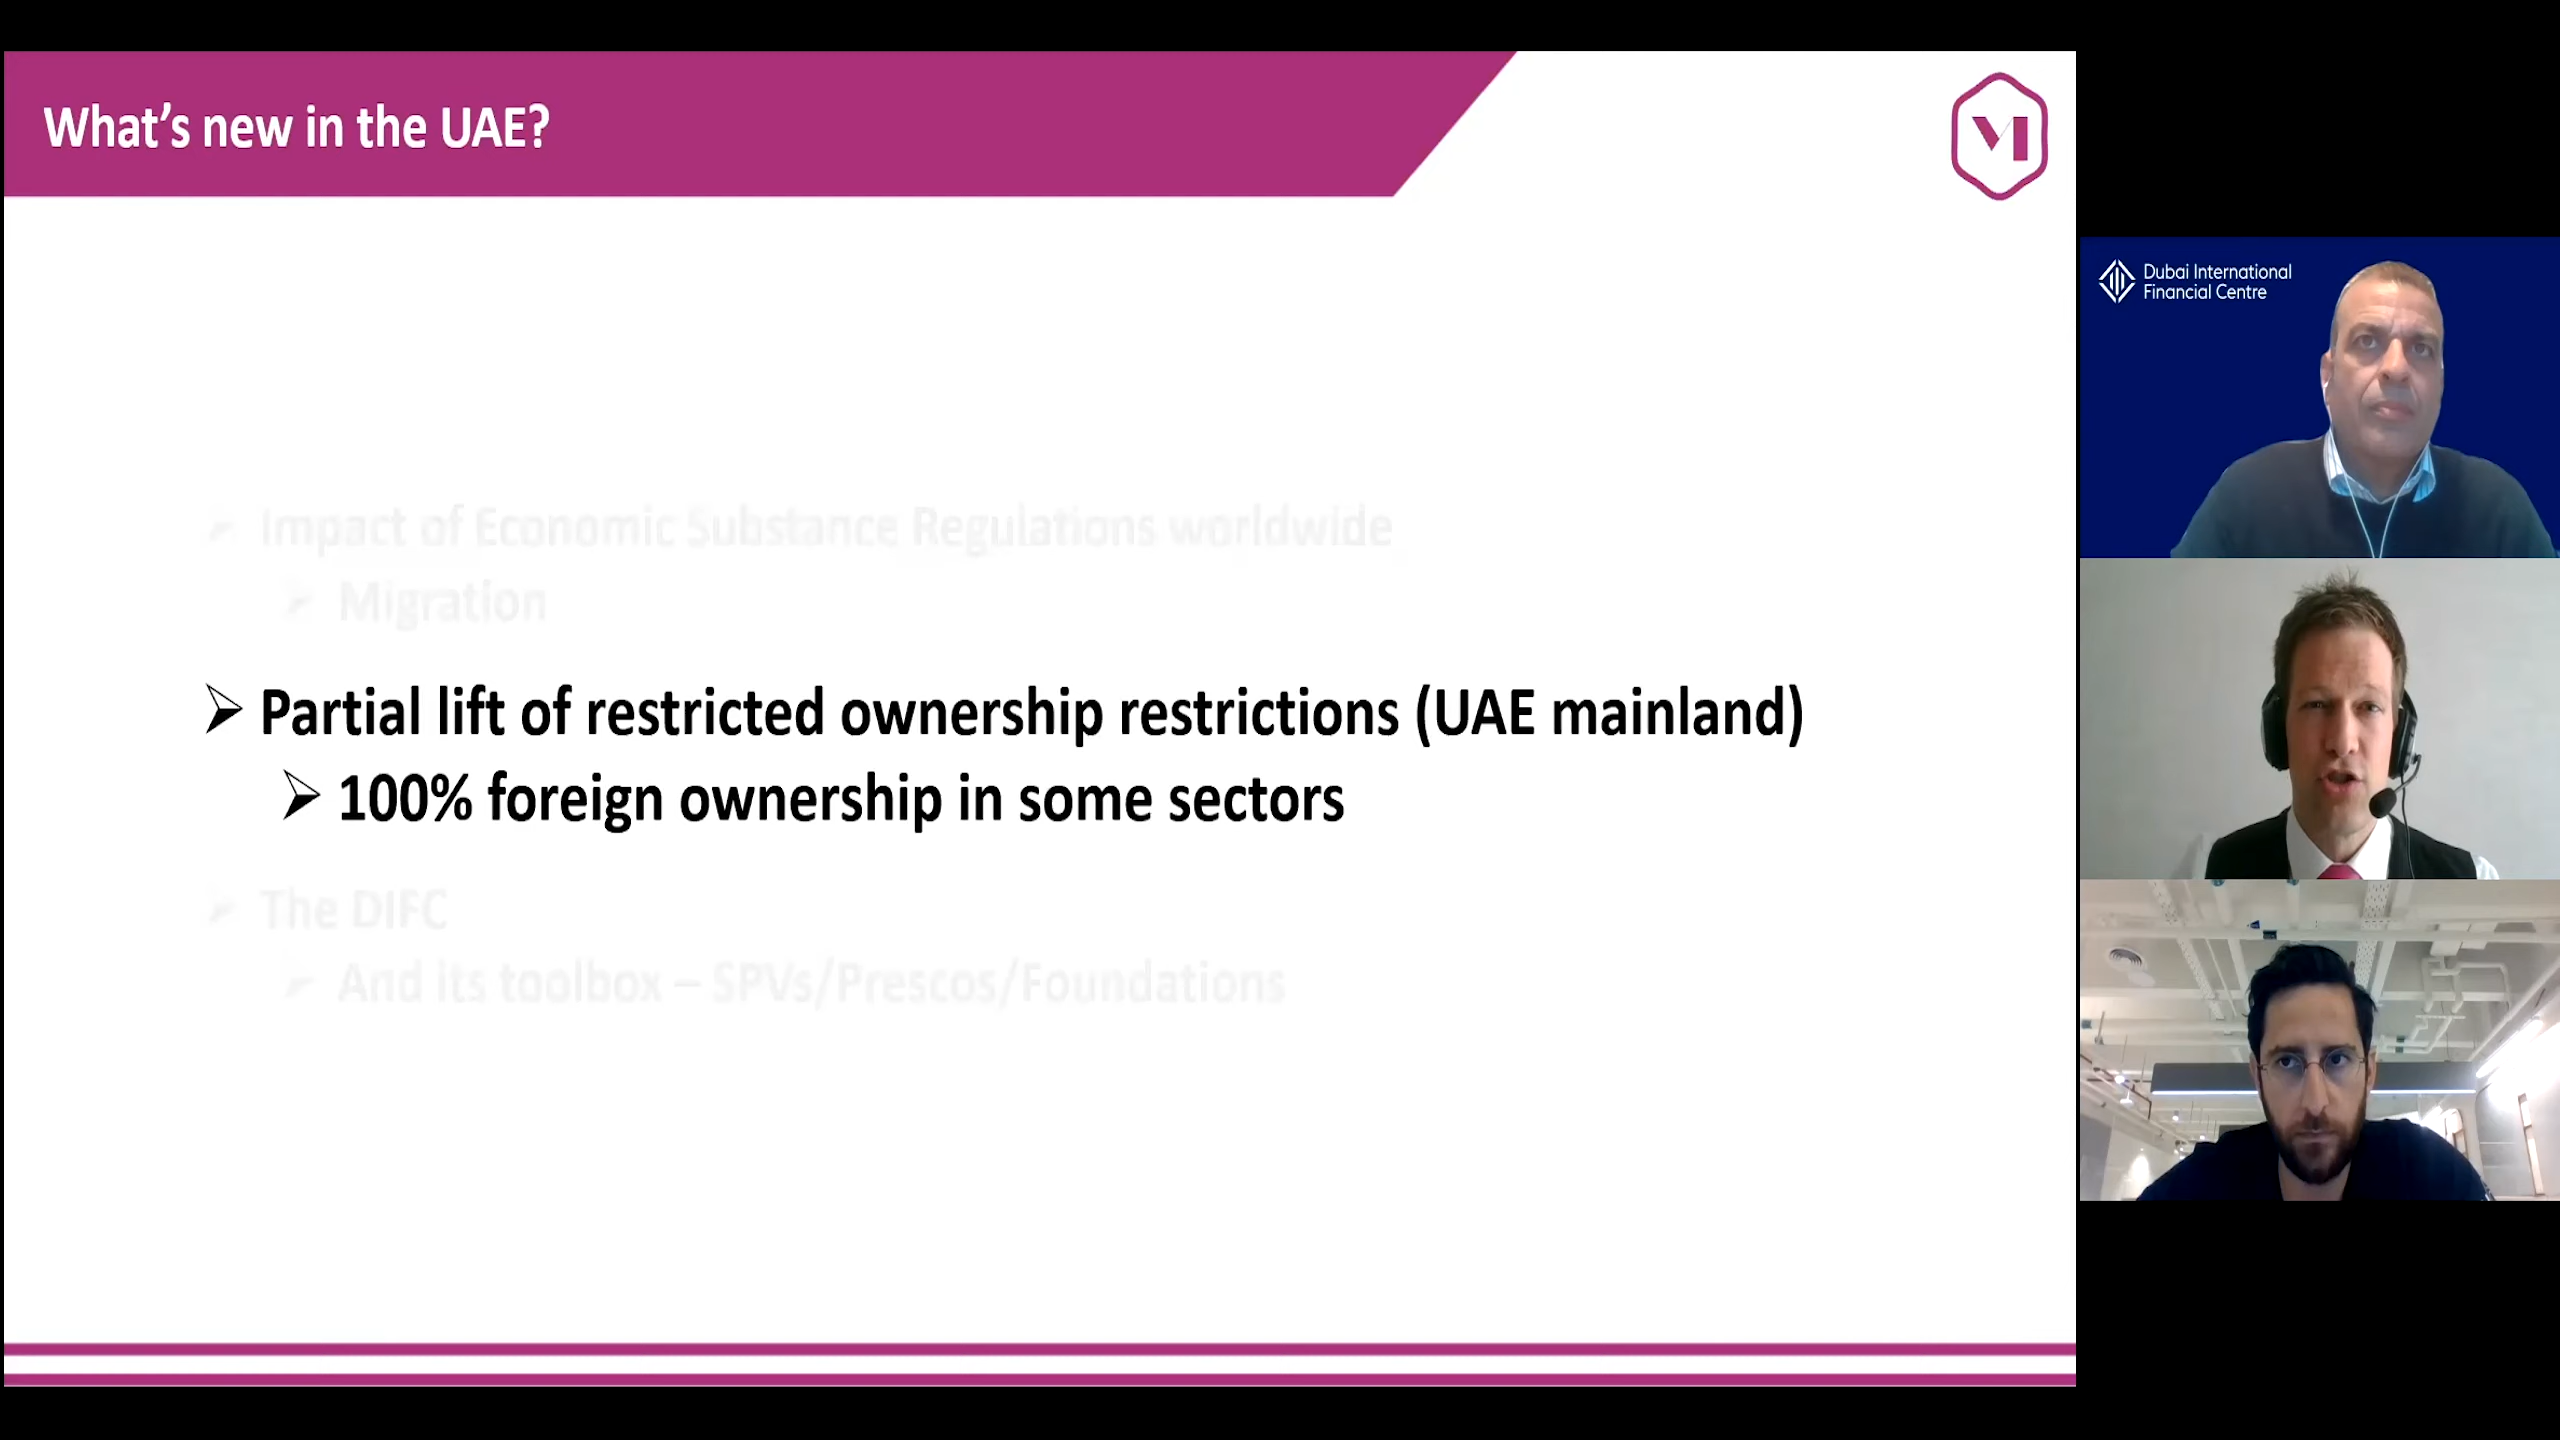 What's new in the UAE?
Dubai International
Financial Centre
Impact of Economic Substance Regulations worldwide
Migration
Partial lift of restricted ownership restrictions (UAE mainland)
100% foreign ownership in some sectors
The DIFC
And its toolbox – SPVs/Prescos/Foundations